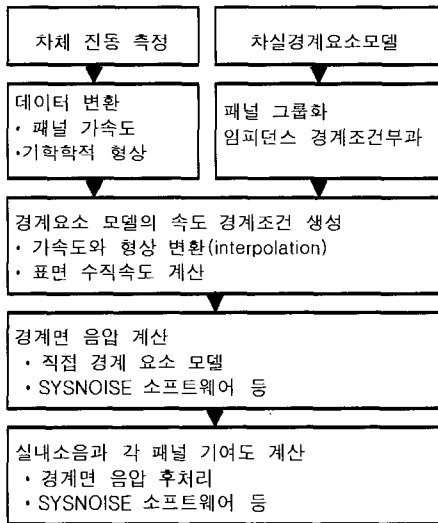 차체 진동 측정
차실경계요소모델
데이터 변환
• 패널 가속도
• 기학학적 형상
패널 그룹화
임피던스 경계조건부과
경계요소 모델의 속도 경계조건 생성
• 가속도와 형상 변환(interpolation)
• 표면 수직속도 계산
경계면 음압 계산
• 직접 경계 요소 모델
• SYSNOISE 소프트웨어 등
실내소음과 각 패널 기여도 계산
• 경계면 음압 후처리
• SYSNOISE 소프트웨어 등